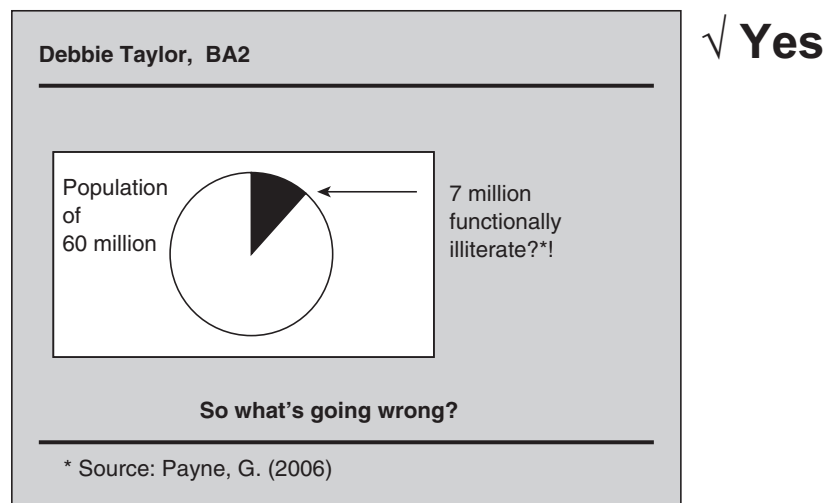 Debbie Taylor, BA2
√ Yes
Population
of
60 million
7 million
functionally
illiterate?*!
So what's going wrong?
* Source: Payne, G. (2006)